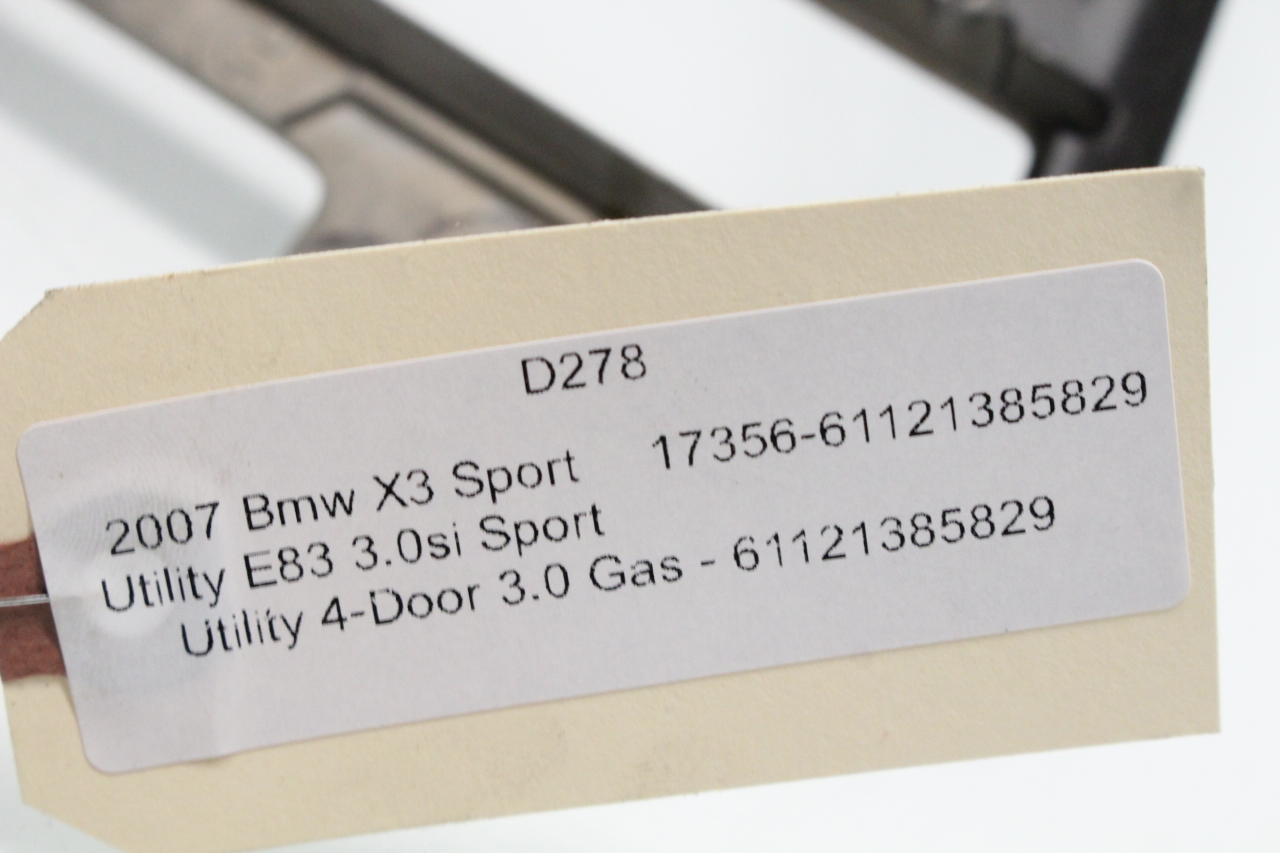 D278
2007 Bmw X3 Sport 17356-61121385829
Utility E83 3.0si Sport
Utility 4-Door 3.0 Gas - 61121385829